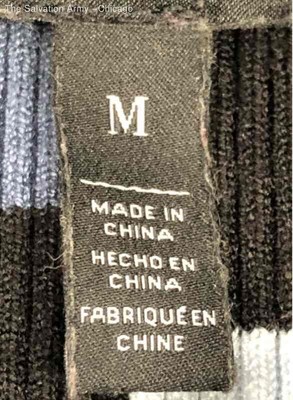 The Salvation Army - Chicago
M
MADE IN
CHINA
HECHO EN
CHINA
FABRIQUÉ EN
CHINE